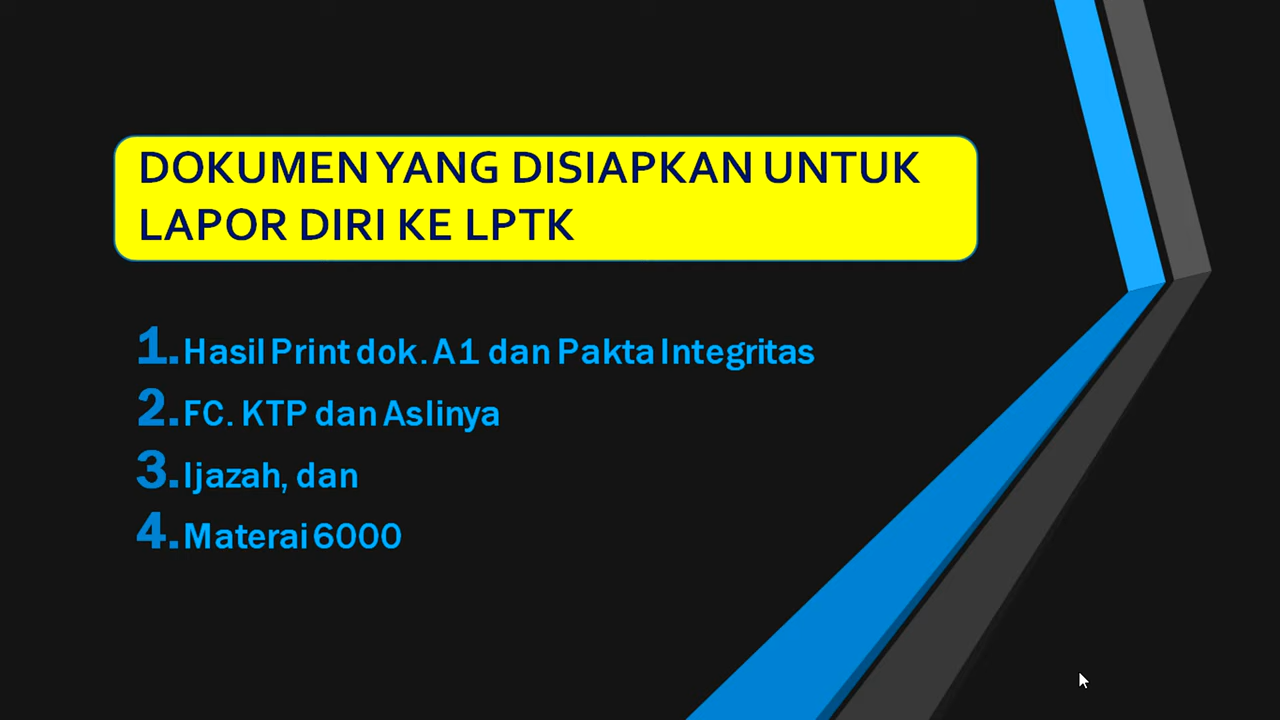 DOKUMEN YANG DISIAPKAN UNTUK
LAPOR DIRI KE LPTK
1. Hasil Print dok. A1 dan Pakta Integritas
2. FC. KTP dan Aslinya
3. Ijazah, dan
4. Materai 6000